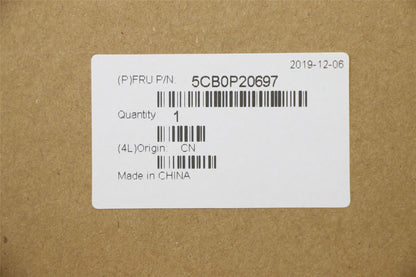 2019-12-06
(P)FRU P/N: 5CB0P20697
Quantity 1
(4L)Origin: CN
Made in CHINA